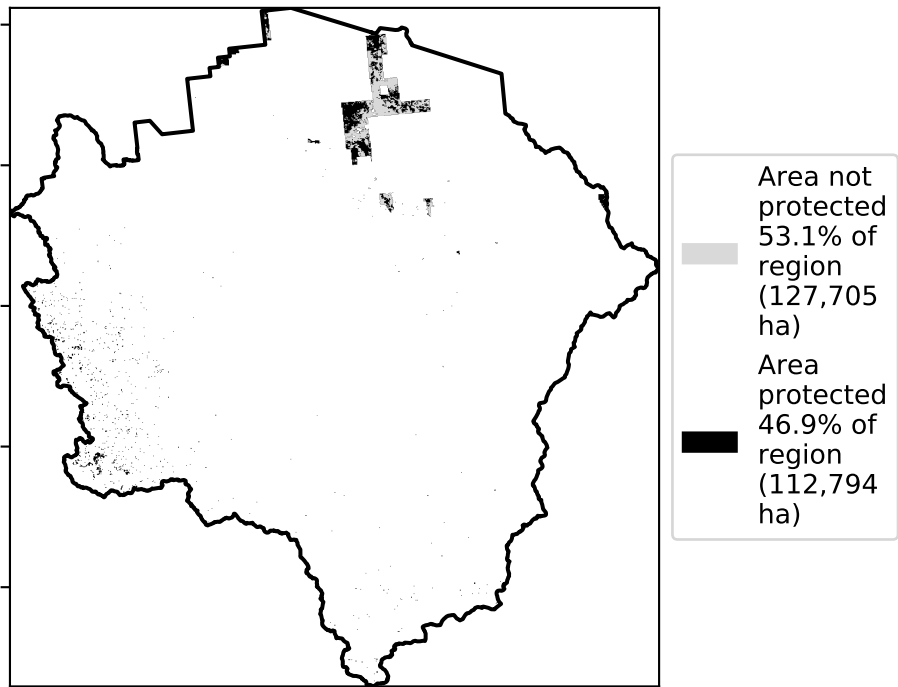 Area not
protected
53.1% of
region
(127,705
ha)
Area
protected
46.9% of
region
(112,794
ha)